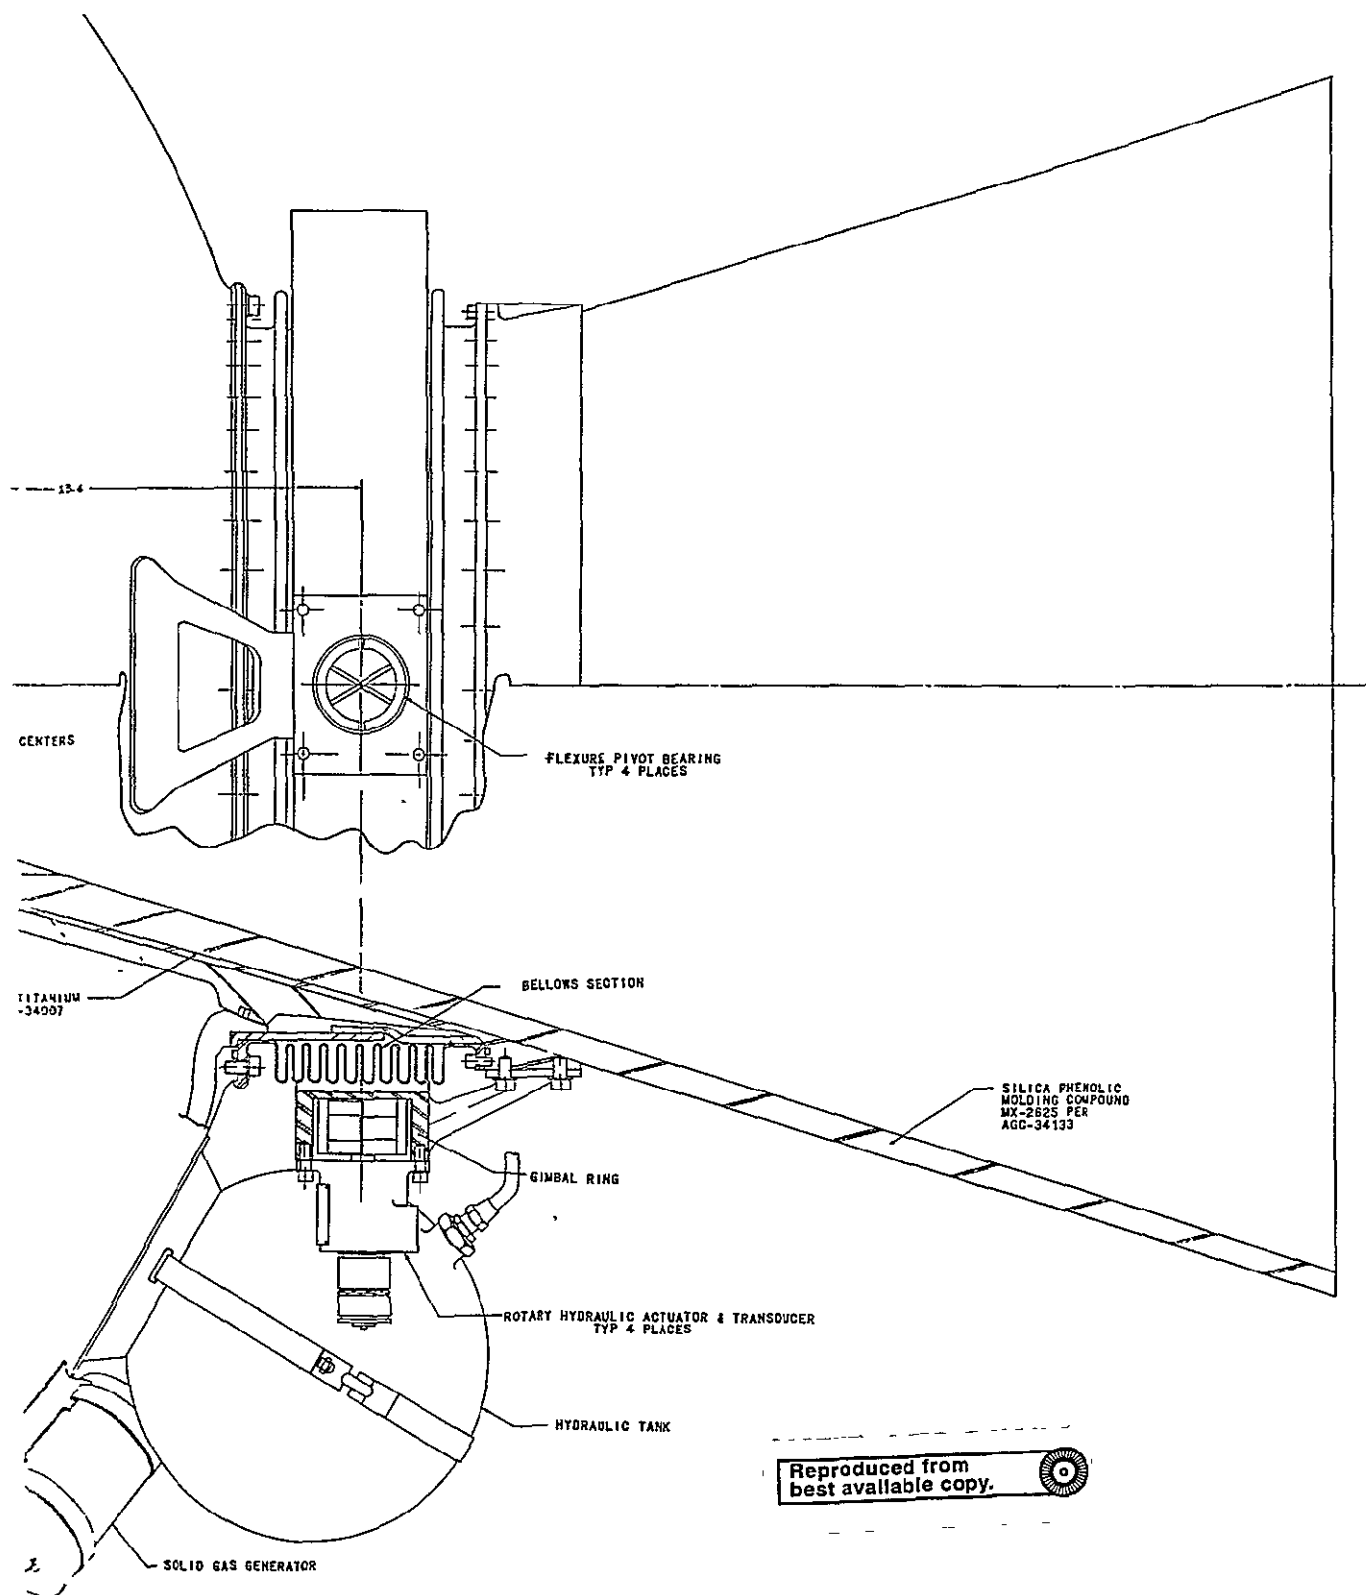 13.4
CENTERS
FLEXURE PIVOT BEARING
TYP 4 PLACES
TITANIUM
-34007
BELLOWS SECTION
SILICA PHENOLIC
MOLDING COMPOUND
MX-2625 PER
AGC-34133
GIMBAL RING
ROTARY HYDRAULIC ACTUATOR & TRANSDUCER
TYP 4 PLACES
HYDRAULIC TANK
Reproduced from
best available copy.
SOLID GAS GENERATOR